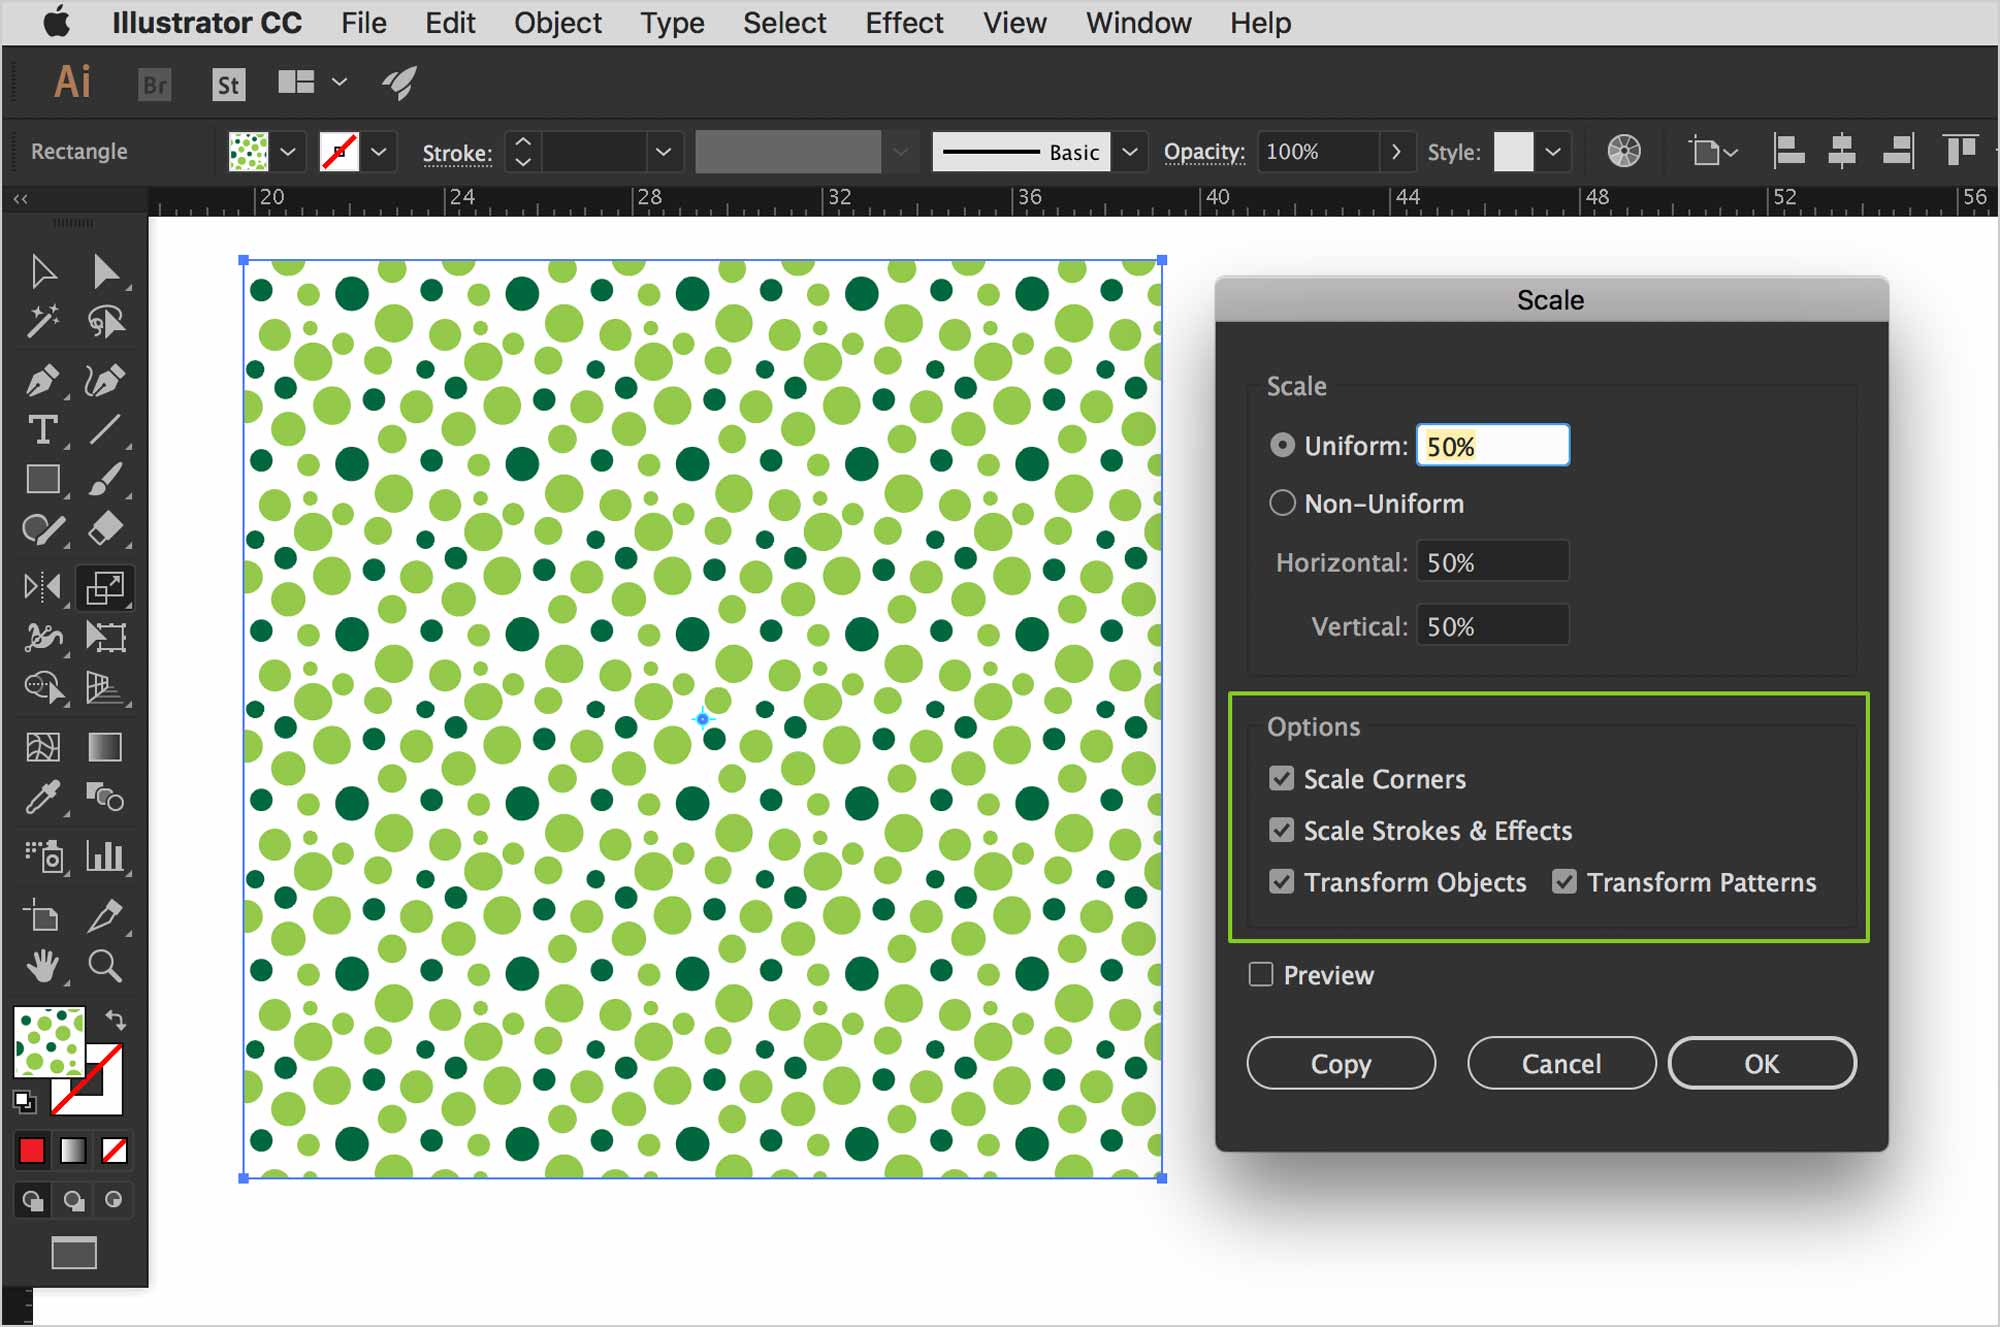 Illustrator CC File Edit Object Type Select Effect View Window Help
Ai Br St
Rectangle Stroke: Basic Opacity: 100% Style:
20 24 28 32 36 40 44 48 52 56
Scale
Scale
Uniform: 50%
Non-Uniform
Horizontal: 50%
Vertical: 50%
Options
Scale Corners
Scale Strokes & Effects
Transform Objects Transform Patterns
Preview
Copy Cancel OK